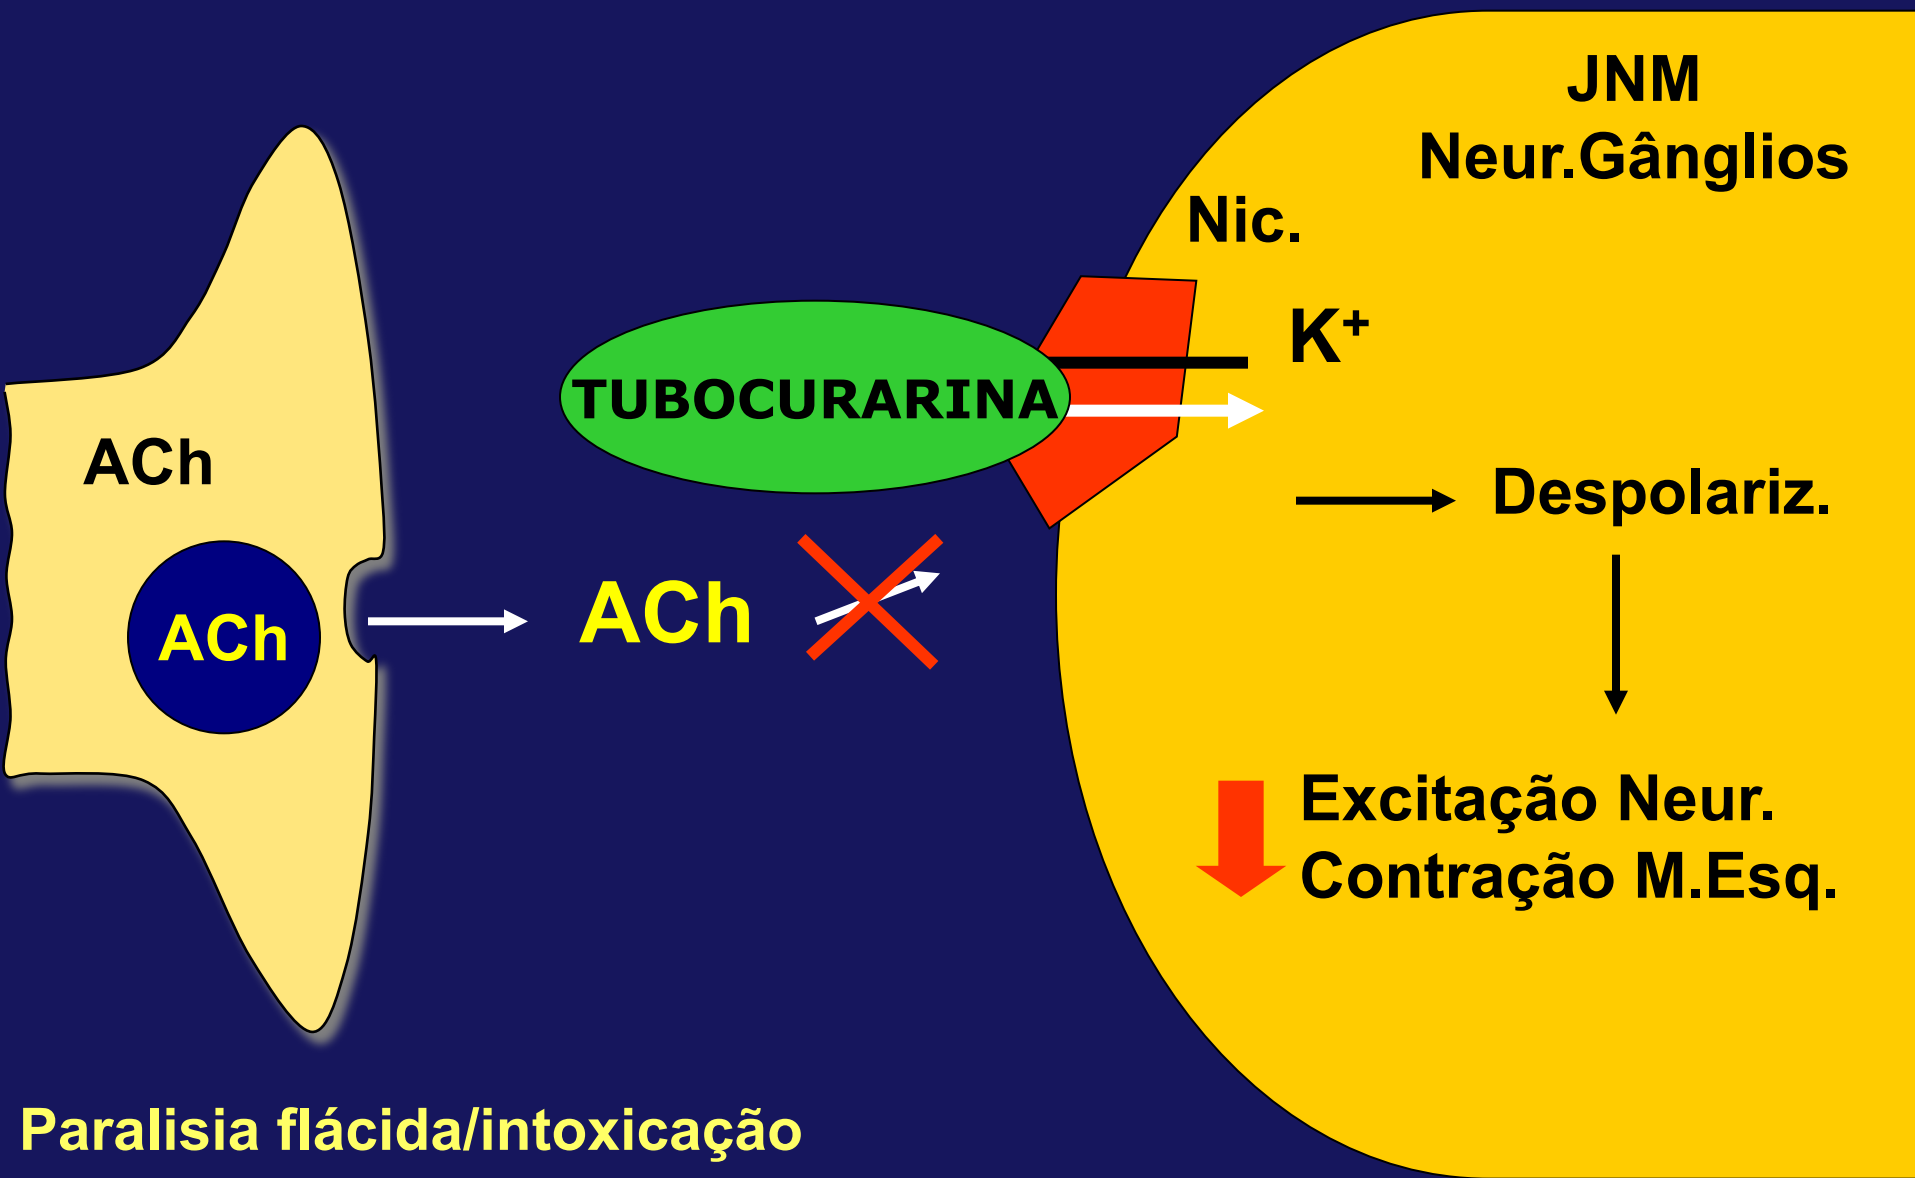 JNM
Neur.Gânglios
Nic.
K⁺
TUBOCURARINA
ACh
Despolariz.
ACh
ACh
Excitação Neur.
Contração M.Esq.
Paralisia flácida/intoxicação